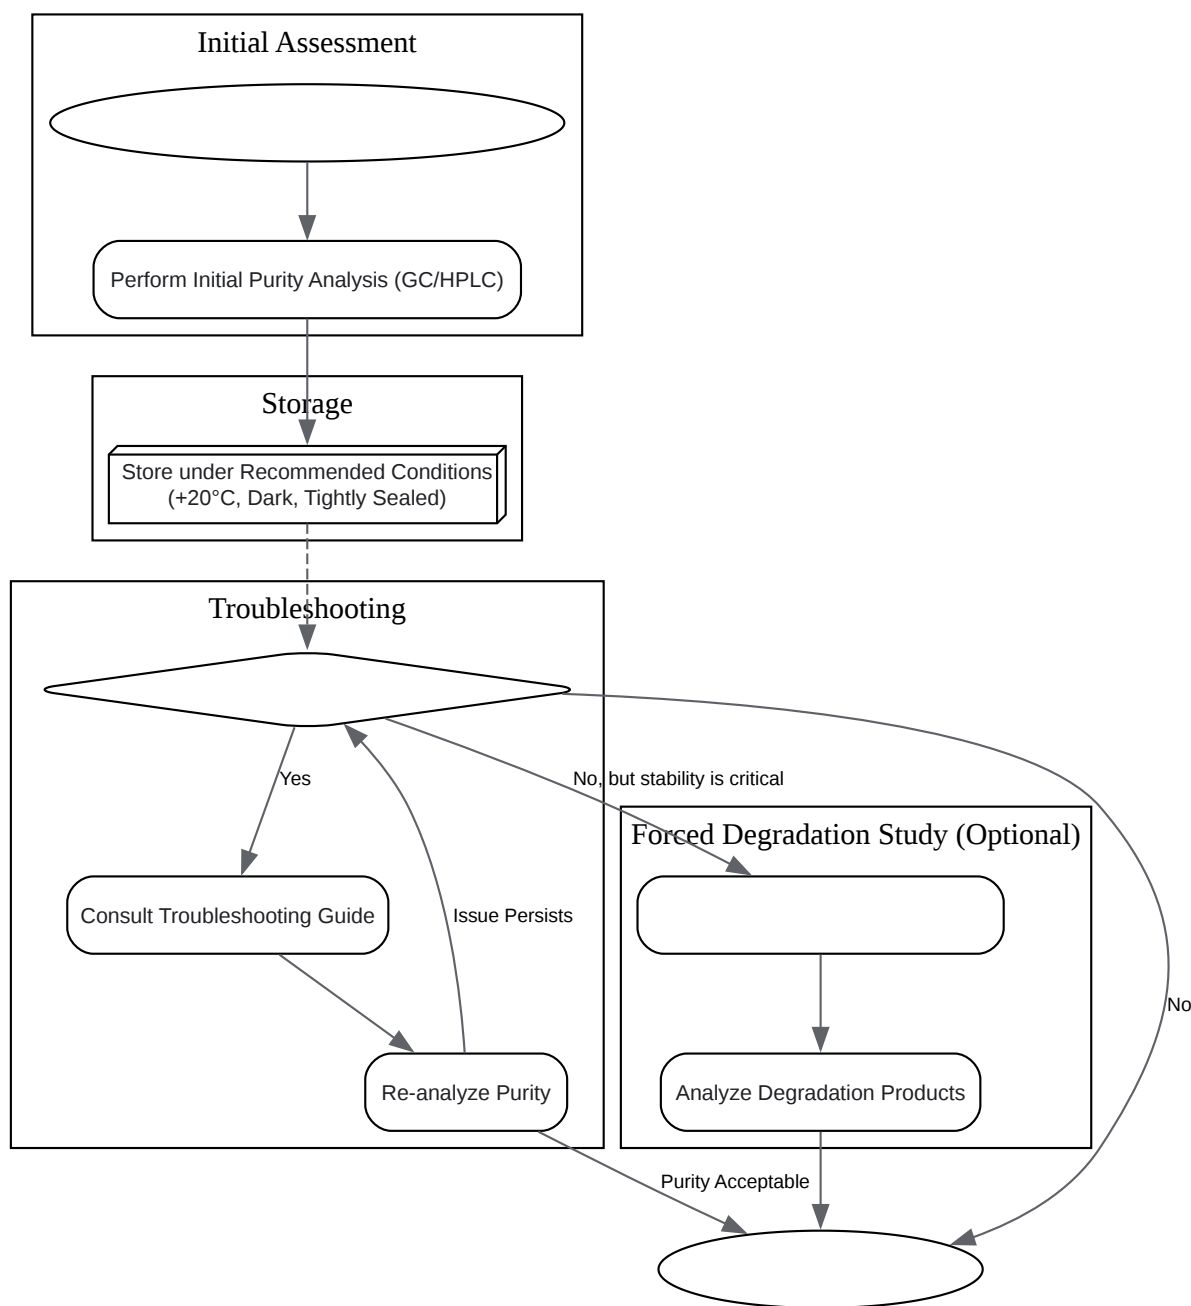 Initial Assessment
Perform Initial Purity Analysis (GC/HPLC)
Storage
Store under Recommended Conditions
(+20°C, Dark, Tightly Sealed)
Troubleshooting
Yes
No, but stability is critical
Forced Degradation Study (Optional)
Consult Troubleshooting Guide
Issue Persists
No
Re-analyze Purity
Analyze Degradation Products
Purity Acceptable